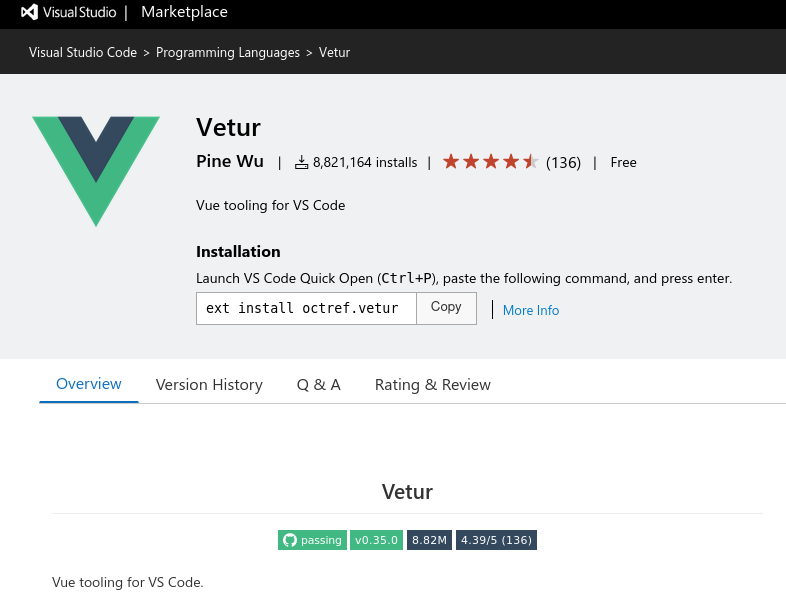 Visual Studio | Marketplace
Visual Studio Code > Programming Languages > Vetur
Vetur
Pine Wu | 8,821,164 installs | (136) | Free
Vue tooling for VS Code
Installation
Launch VS Code Quick Open (Ctrl+P), paste the following command, and press enter.
ext install octref.vetur Copy | More Info
Overview Version History Q & A Rating & Review
Vetur
passing v0.35.0 8.82M 4.39/5 (136)
Vue tooling for VS Code.